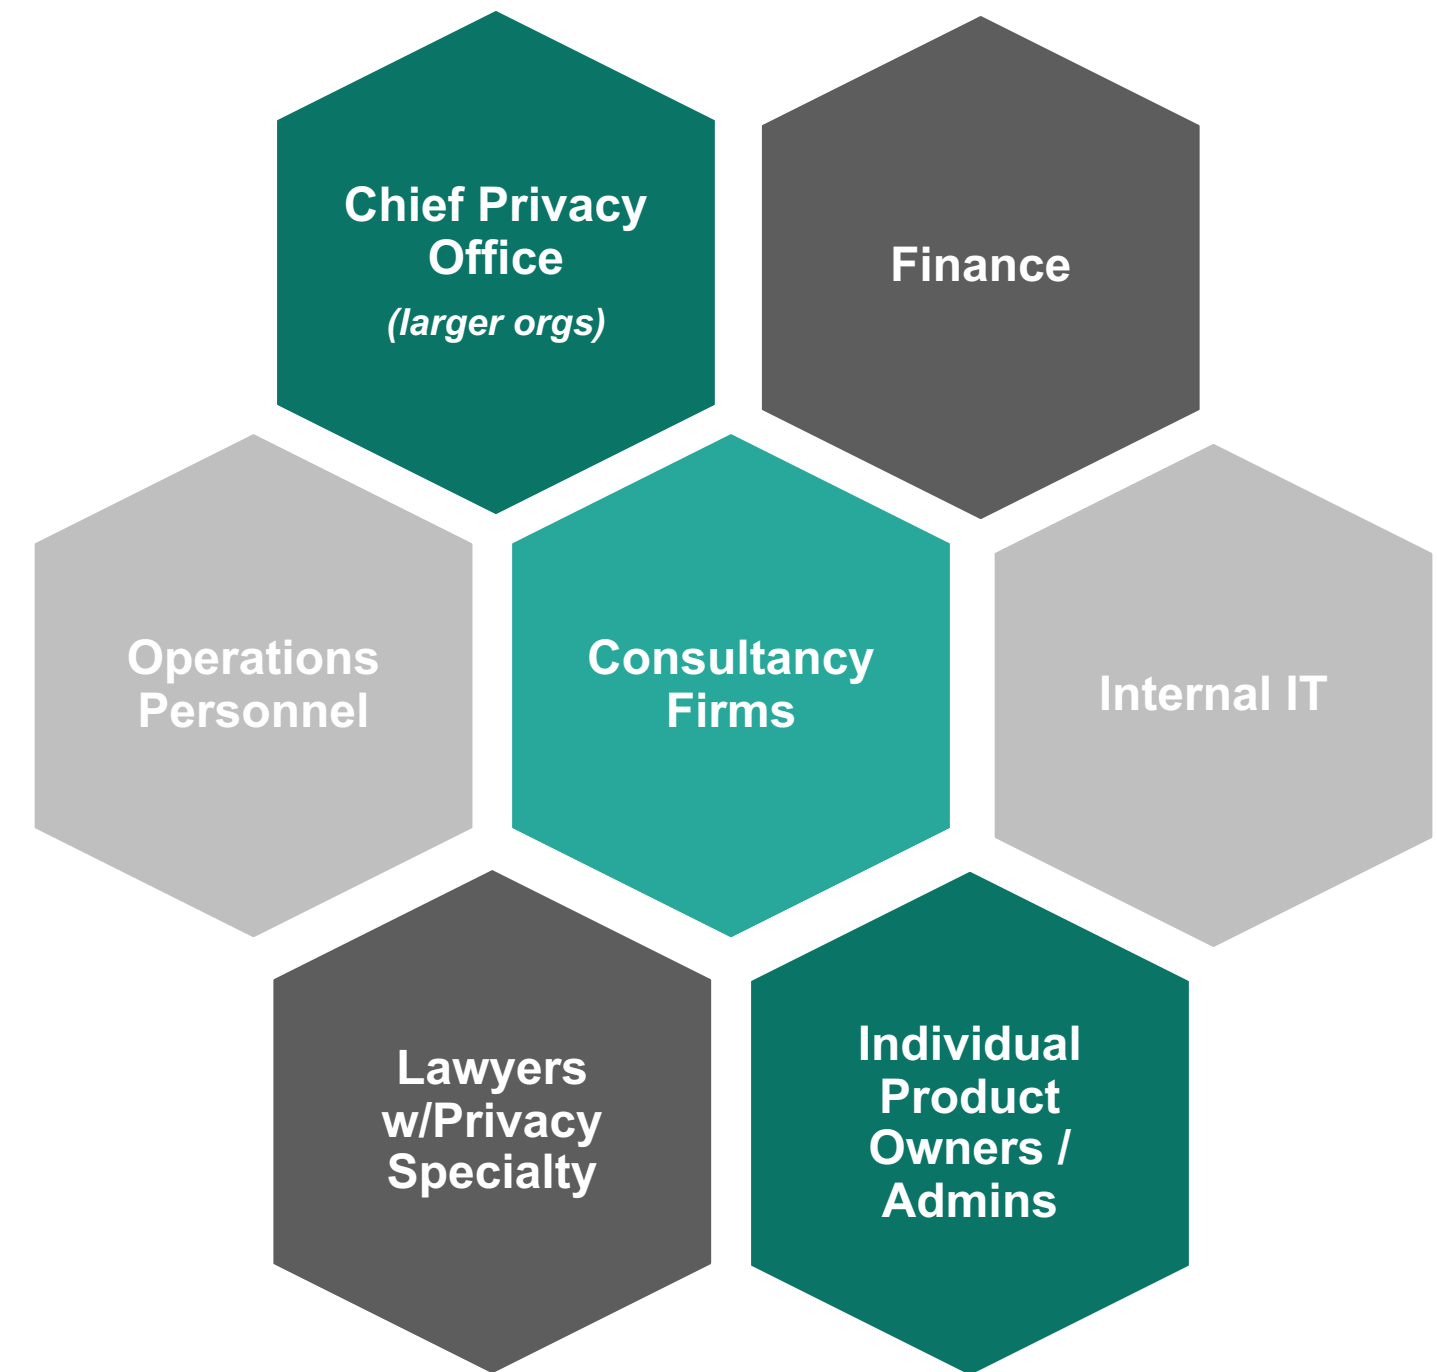 Chief Privacy
Office
(larger orgs)
Finance
Operations
Personnel
Consultancy
Firms
Internal IT
Lawyers
w/Privacy
Specialty
Individual
Product
Owners /
Admins